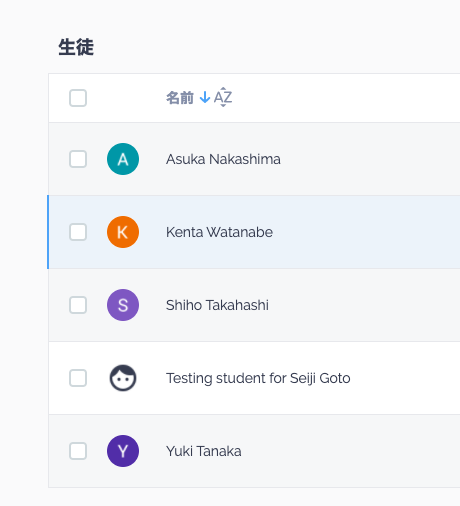 生徒
名前 AZ
A Asuka Nakashima
K Kenta Watanabe
S Shiho Takahashi
Testing student for Seiji Goto
Y Yuki Tanaka